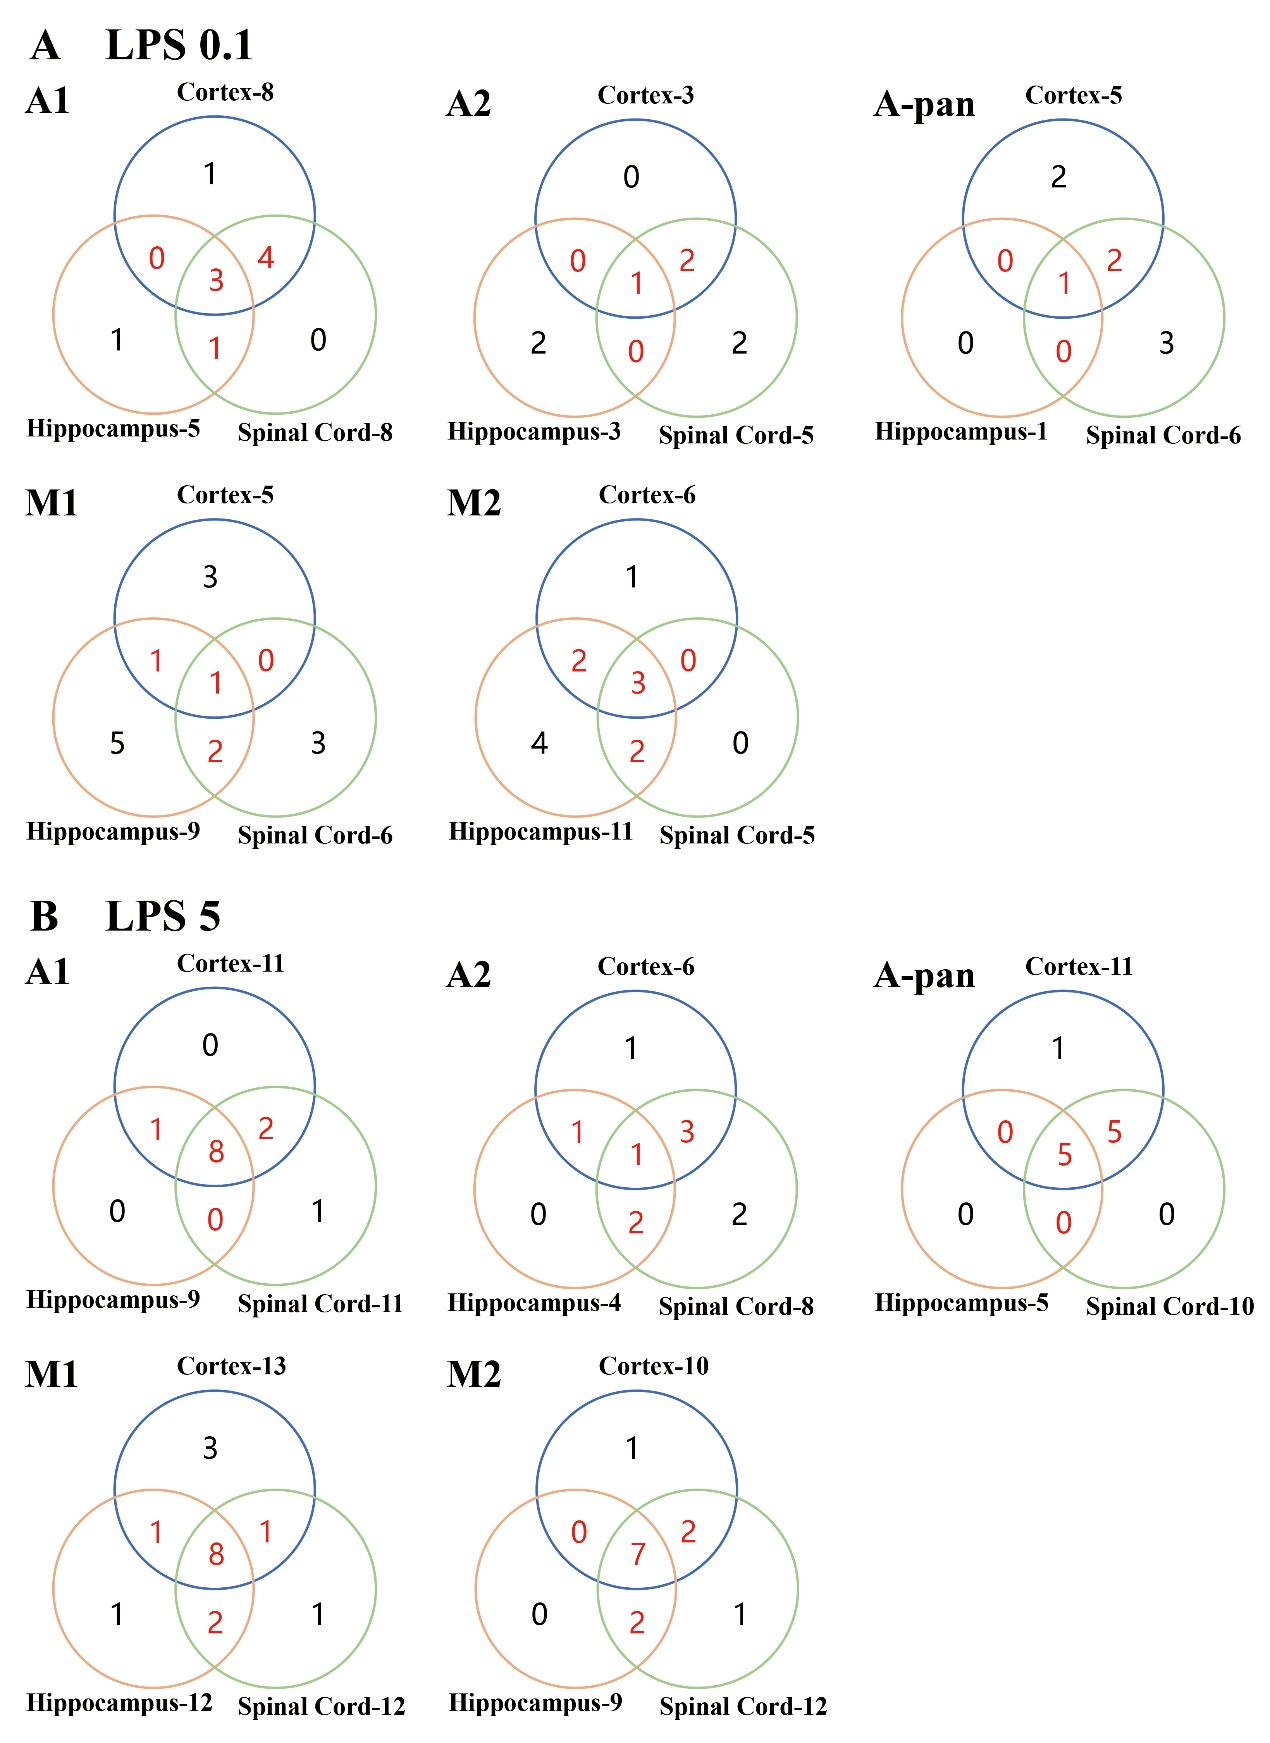 A LPS 0.1
A1 Cortex-8
1
0 3 4
1 1 0
Hippocampus-5 Spinal Cord-8
A2 Cortex-3
0
0 1 2
2 0 2
Hippocampus-3 Spinal Cord-5
A-pan Cortex-5
2
0 1 2
0 0 3
Hippocampus-1 Spinal Cord-6
M1 Cortex-5
3
1 1 0
5 2 3
Hippocampus-9 Spinal Cord-6
M2 Cortex-6
1
2 3 0
4 2 0
Hippocampus-11 Spinal Cord-5
B LPS 5
A1 Cortex-11
0
1 8 2
0 0 1
Hippocampus-9 Spinal Cord-11
A2 Cortex-6
1
1 1 3
0 2 2
Hippocampus-4 Spinal Cord-8
A-pan Cortex-11
1
0 5 5
0 0 0
Hippocampus-5 Spinal Cord-10
M1 Cortex-13
3
1 8 1
1 2 1
Hippocampus-12 Spinal Cord-12
M2 Cortex-10
1
0 7 2
0 2 1
Hippocampus-9 Spinal Cord-12